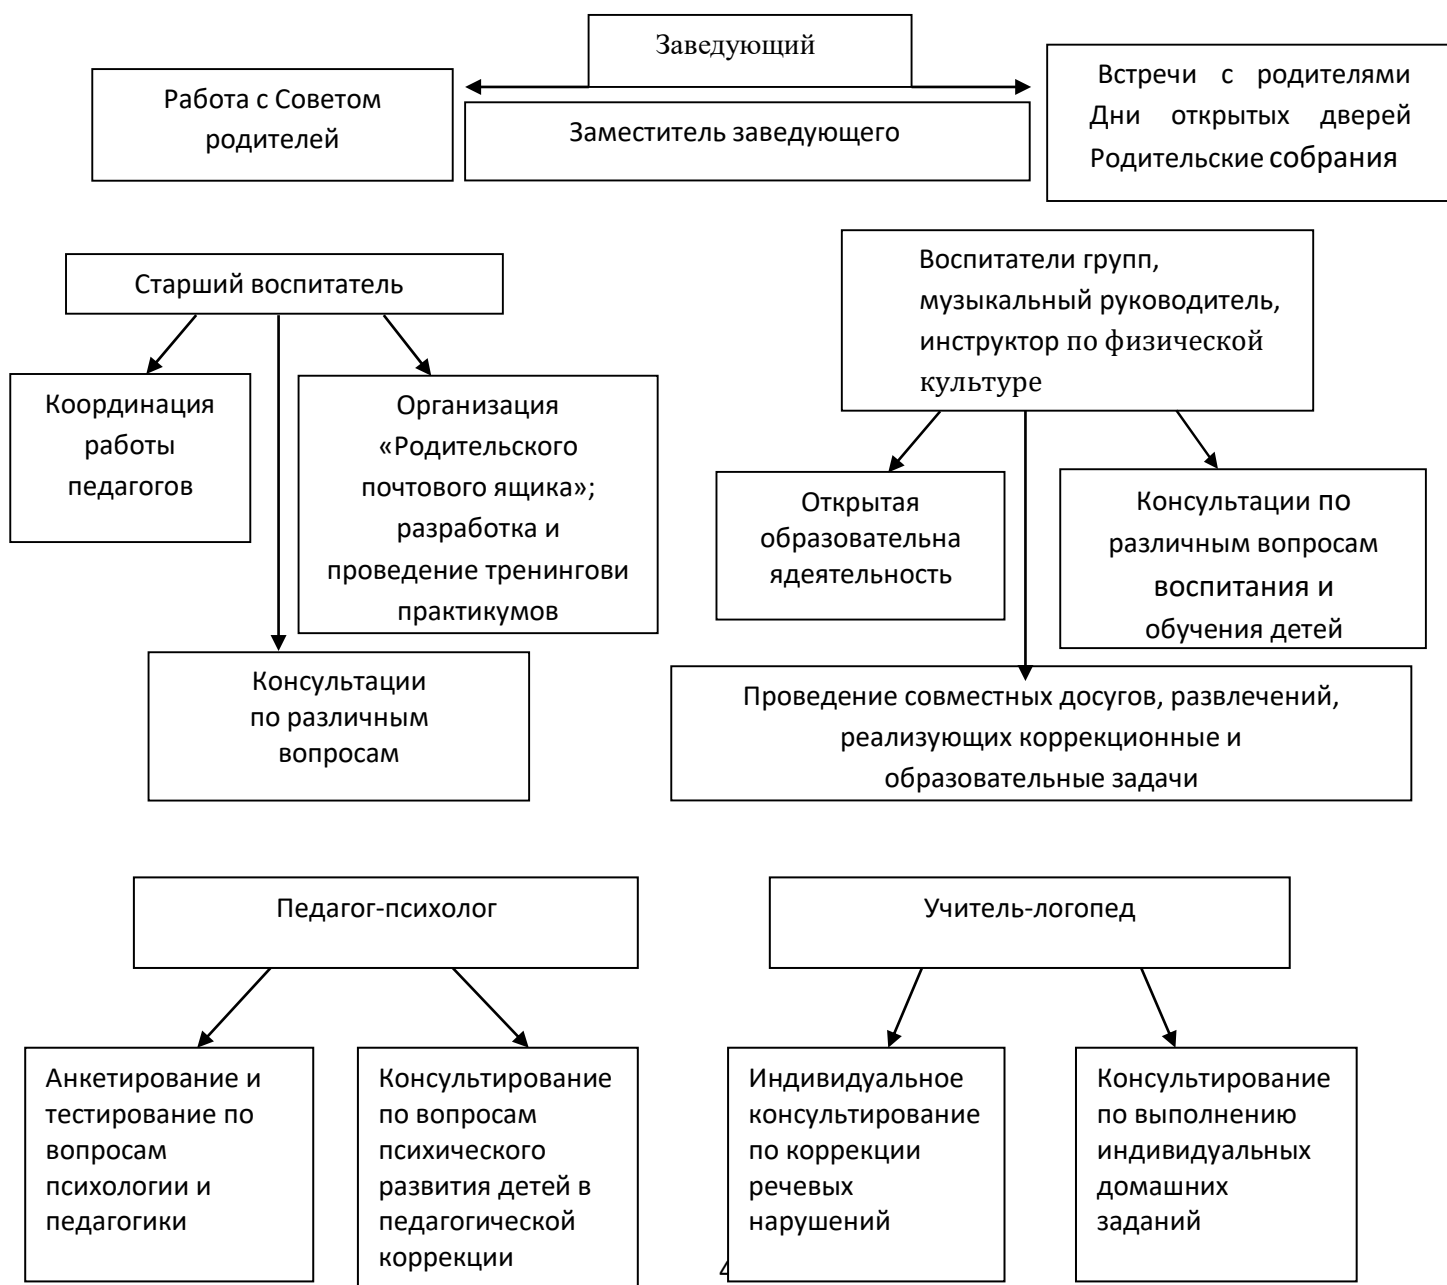 Заведующий
Работа с Советом
родителей
Заместитель заведующего
Встречи с родителями
Дни открытых дверей
Родительские собрания
Старший воспитатель
Воспитатели групп,
музыкальный руководитель,
инструктор по физической
культуре
Координация
работы
педагогов
Организация
«Родительского
почтового ящика»;
разработка и
проведение тренингови
практикумов
Консультации
по различным
вопросам
Открытая
образовательна
ядеятельность
Консультации по
различным вопросам
воспитания и
обучения детей
Проведение совместных досугов, развлечений,
реализующих коррекционные и
образовательные задачи
Педагог-психолог
Учитель-логопед
Анкетирование и
тестирование по
вопросам
психологии и
педагогики
Консультирование
по вопросам
психического
развития детей в
педагогической
коррекции
Индивидуальное
консультирование
по коррекции
речевых
нарушений
Консультирование
по выполнению
индивидуальных
домашних
заданий